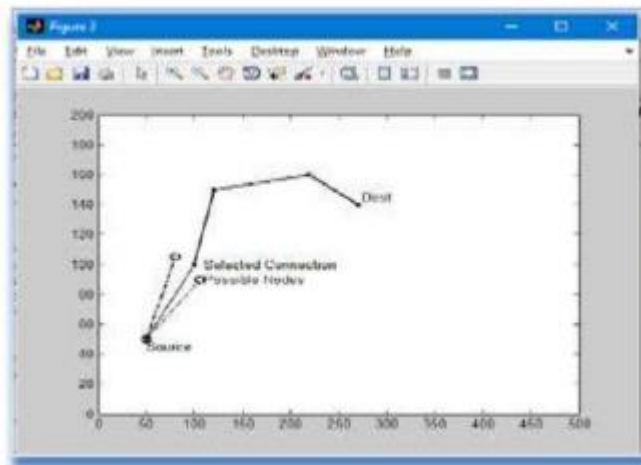 Figure 2
File Edit View Insert Tools Desktop Window Help
200
180
160
140
120
100
80
60
40
20
0
Dest
Selected Connection
Possible Nodes
Source
0 50 100 150 200 250 300 350 400 450 500